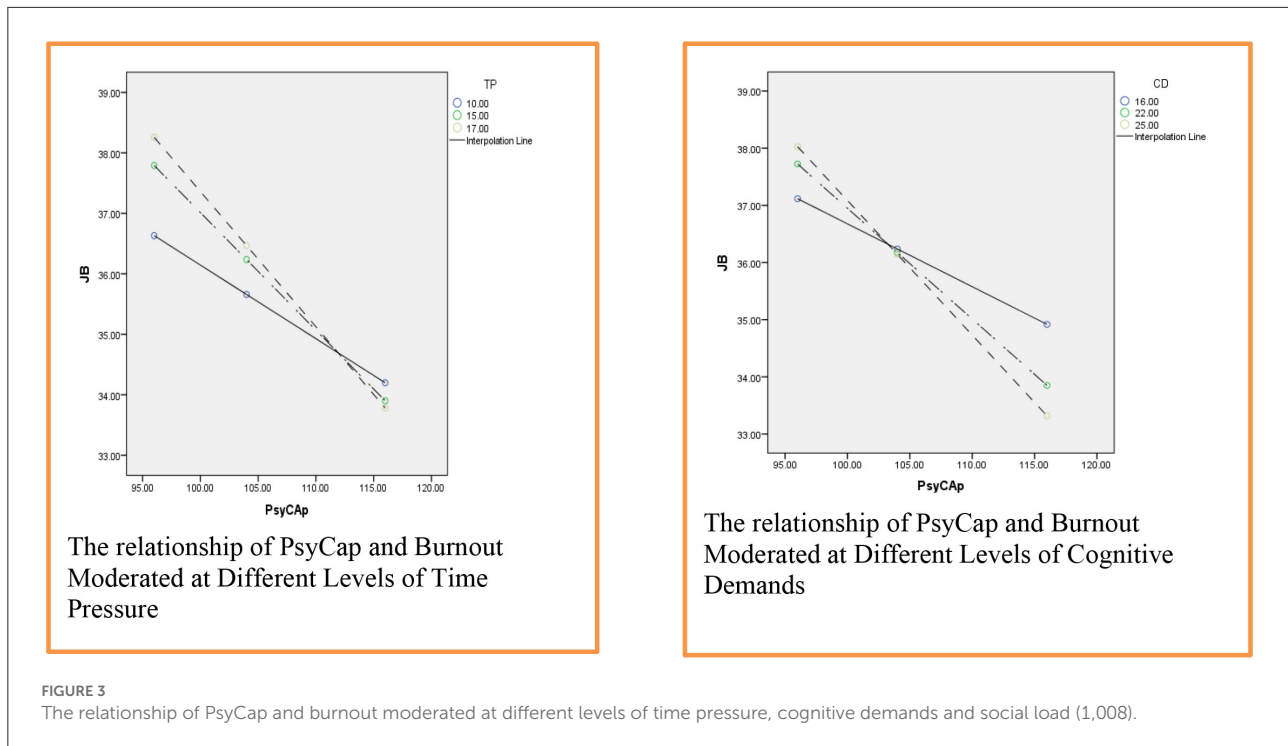 TP
10.00
15.00
17.00
Interpolation Line
39.00
38.00
37.00
36.00
35.00
34.00
33.00
JB
95.00 100.00 105.00 110.00 115.00 120.00
PsyCAp
The relationship of PsyCap and Burnout
Moderated at Different Levels of Time
Pressure
CD
16.00
22.00
25.00
Interpolation Line
39.00
38.00
37.00
36.00
35.00
34.00
33.00
JB
95.00 100.00 105.00 110.00 115.00 120.00
PsyCAp
The relationship of PsyCap and Burnout
Moderated at Different Levels of Cognitive
Demands
FIGURE 3
The relationship of PsyCap and burnout moderated at different levels of time pressure, cognitive demands and social load (1,008).